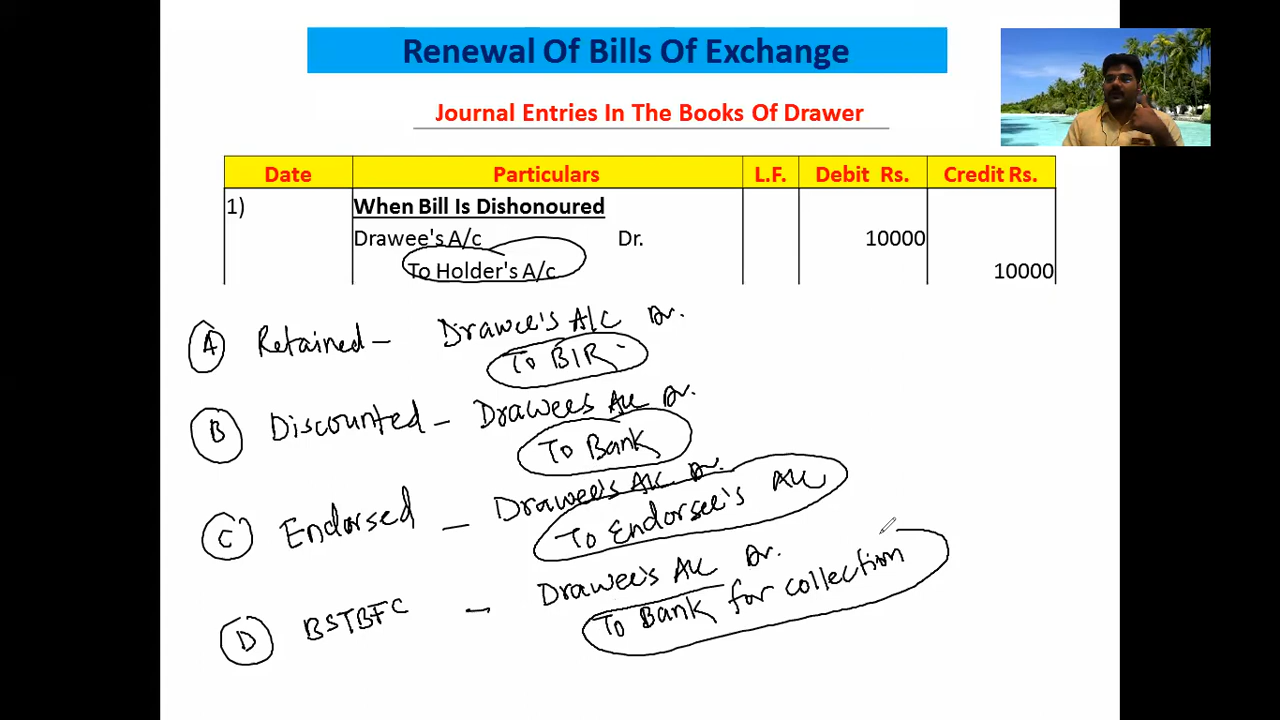 Renewal Of Bills Of Exchange
Journal Entries In The Books Of Drawer
Date Particulars L.F. Debit Rs. Credit Rs.
1) When Bill Is Dishonoured
Drawee's A/c Dr. 10000
To Holder's A/c 10000
A Retained - Drawee's A/c Dr.
To B/R
B Discounted - Drawees A/c Dr.
To Bank
C Endorsed - Drawee's A/c Dr.
To Endorsee's A/c
D BSTBFC - Drawee's A/c Dr.
To Bank for collection